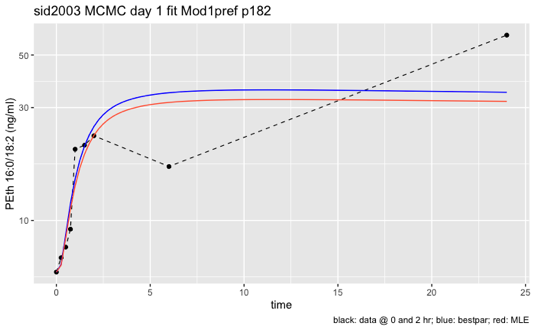 sid2003 MCMC day 1 fit Mod1pref p182
PEth 16:0/18:2 (ng/ml)
50
30
10
0
5
10
15
20
25
time
black: data @ 0 and 2 hr; blue: bestpar; red: MLE